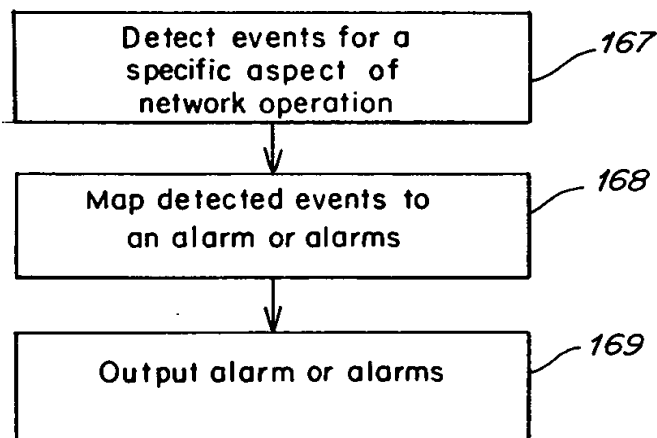 Detect events for a
specific aspect of
network operation
167
Map detected events to
an alarm or alarms
168
Output alarm or alarms
169